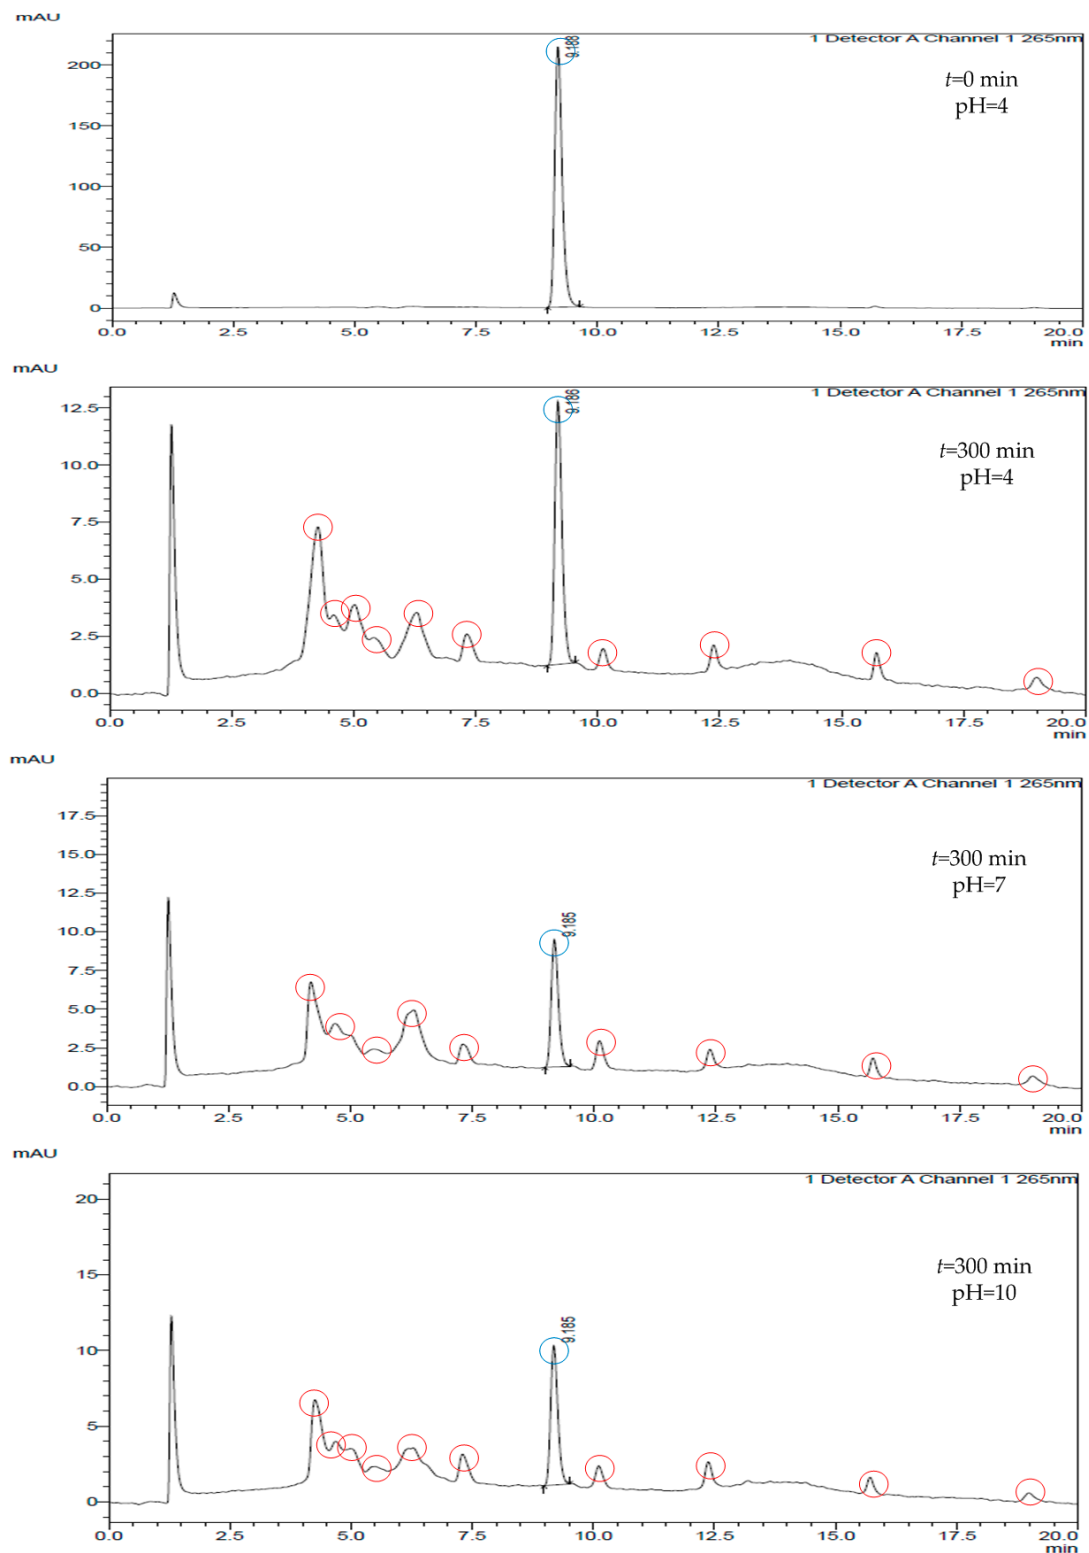 mAU
1 Detector A Channel 1 265nm
9.188
t=0 min
pH=4
200
150
100
50
0
0.0 2.5 5.0 7.5 10.0 12.5 15.0 17.5 20.0
min
mAU
1 Detector A Channel 1 265nm
9.186
12.5
t=300 min
pH=4
10.0
7.5
5.0
2.5
0.0
0.0 2.5 5.0 7.5 10.0 12.5 15.0 17.5 20.0
min
mAU
1 Detector A Channel 1 265nm
17.5
15.0
t=300 min
pH=7
12.5
9.185
10.0
7.5
5.0
2.5
0.0
0.0 2.5 5.0 7.5 10.0 12.5 15.0 17.5 20.0
min
mAU
1 Detector A Channel 1 265nm
20
t=300 min
pH=10
15
9.185
10
5
0
0.0 2.5 5.0 7.5 10.0 12.5 15.0 17.5 20.0
min